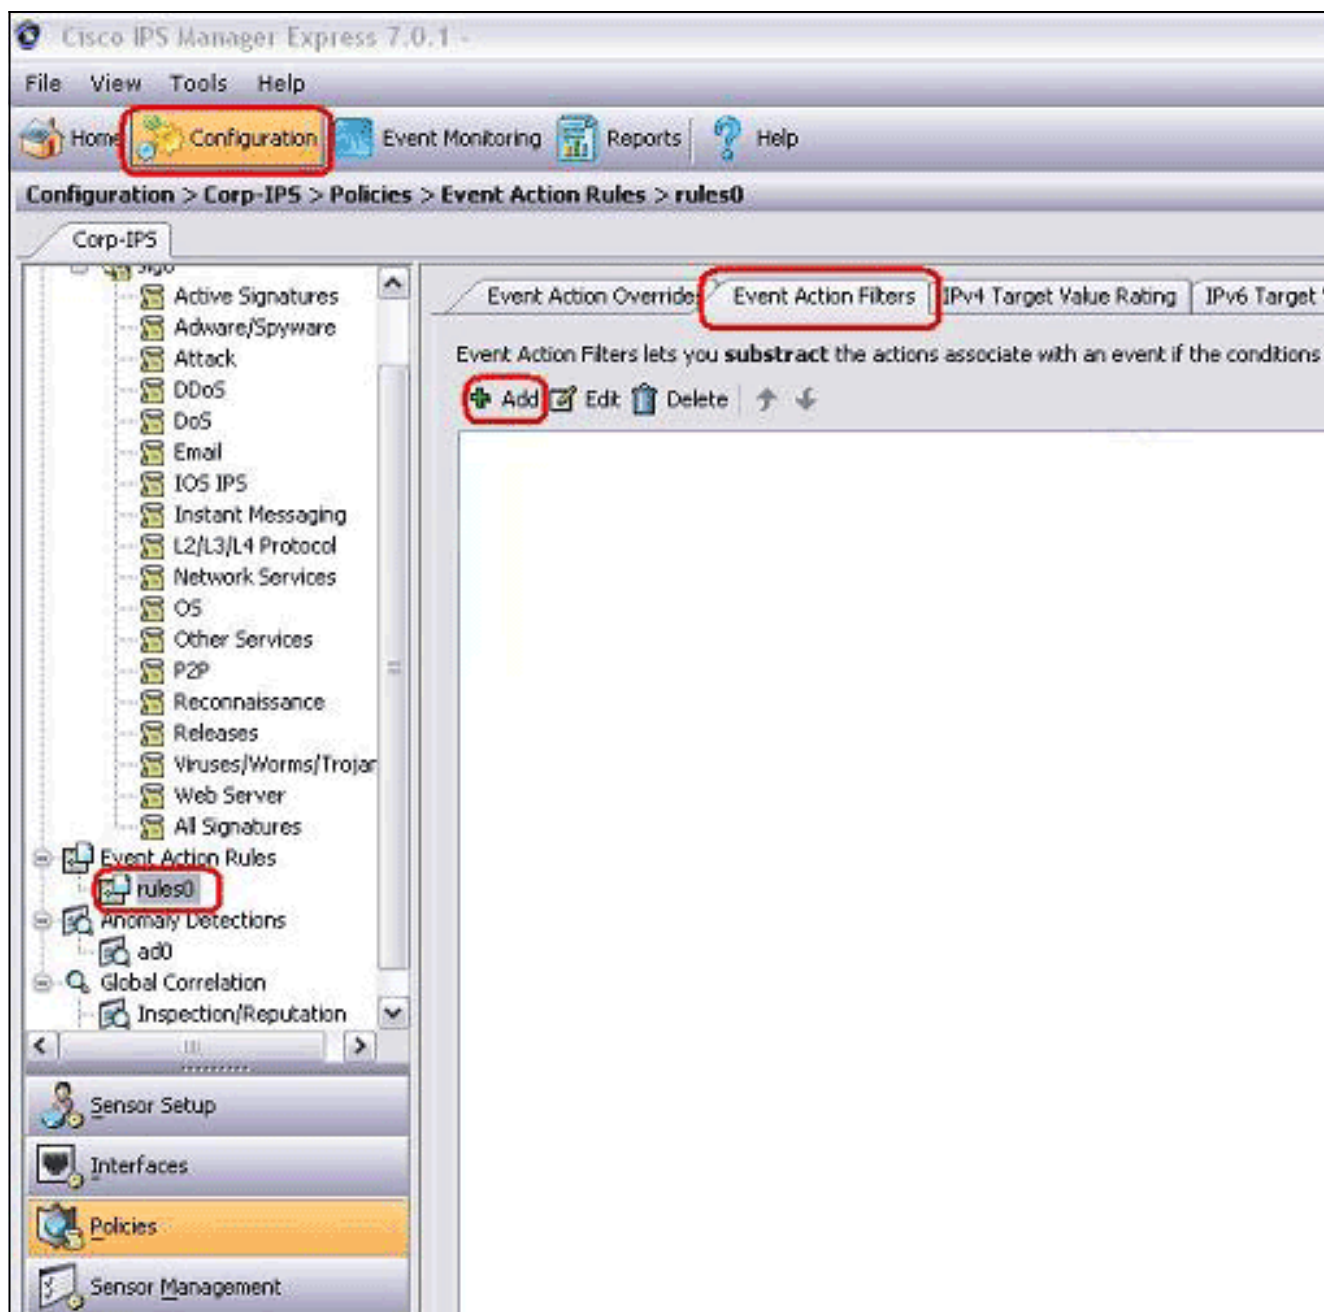 Cisco IPS Manager Express 7.0.1 -
File View Tools Help
Home Configuration Event Monitoring Reports Help
Configuration > Corp-IPS > Policies > Event Action Rules > rules0
Corp-IPS
Active Signatures
Adware/Spyware
Attack
DDoS
DoS
Email
IOS IPS
Instant Messaging
L2/L3/L4 Protocol
Network Services
OS
Other Services
P2P
Reconnaissance
Releases
Viruses/Worms/Trojan
Web Server
All Signatures
Event Action Rules
rules0
Anomaly Detections
ad0
Global Correlation
Inspection/Reputation
Sensor Setup
Interfaces
Policies
Sensor Management
Event Action Override Event Action Filters IPv4 Target Value Rating IPv6 Target
Event Action Filters lets you substract the actions associate with an event if the conditions
Add Edit Delete